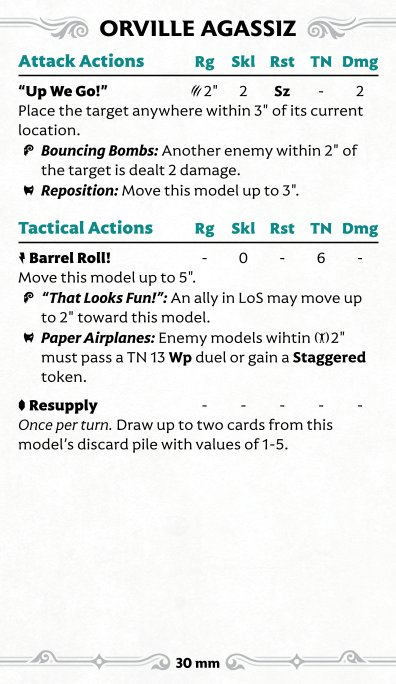 ORVILLE AGASSIZ
Attack Actions Rg Skl Rst TN Dmg
“Up We Go!” 2" 2 Sz - 2
Place the target anywhere within 3" of its current
location.
Bouncing Bombs: Another enemy within 2" of
the target is dealt 2 damage.
Reposition: Move this model up to 3".
Tactical Actions Rg Skl Rst TN Dmg
Barrel Roll! - 0 - 6 -
Move this model up to 5".
“That Looks Fun!”: An ally in LoS may move up
to 2" toward this model.
Paper Airplanes: Enemy models wihtin 2"
must pass a TN 13 Wp duel or gain a Staggered
token.
Resupply - - - - -
Once per turn. Draw up to two cards from this
model’s discard pile with values of 1-5.
30 mm